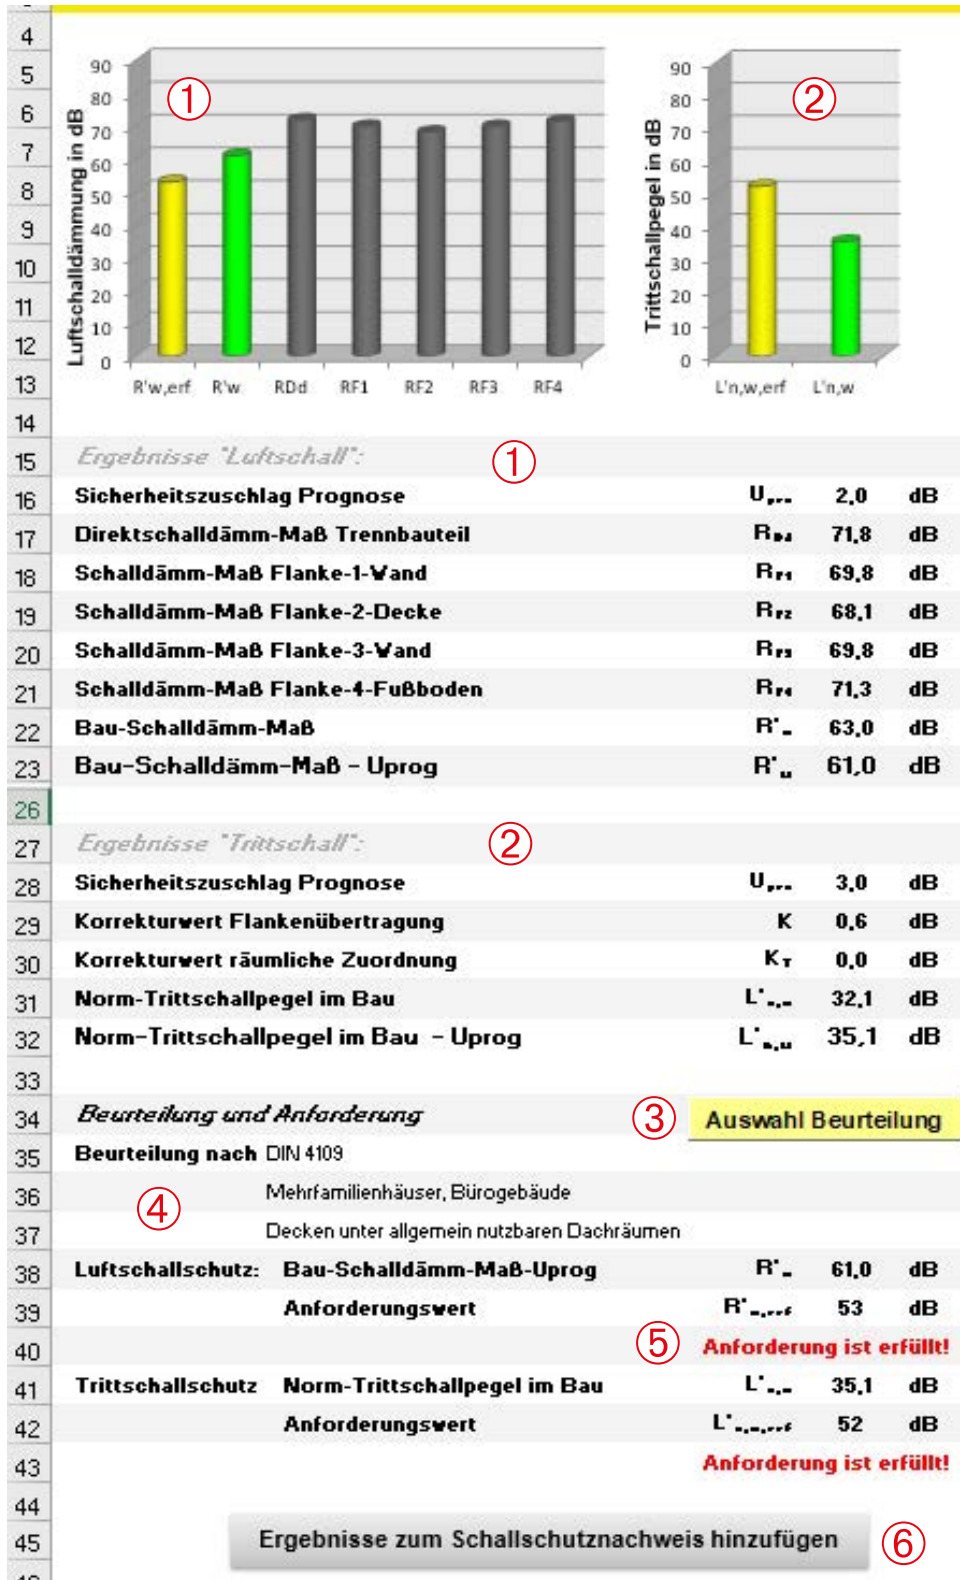 4
5
6
7
8
9
10
11
12
13
14
15
16
17
18
19
20
21
22
23
26
27
28
29
30
31
32
33
34
35
36
37
38
39
40
41
42
43
44
45
Luftschalldämmung in dB
90
80
70
60
50
40
30
20
10
0
①
R'w,erf R'w RDd RF1 RF2 RF3 RF4
Trittschallpegel in dB
90
80
70
60
50
40
30
20
10
0
②
L'n,w,erf L'n,w
Ergebnisse "Luftschall": ①
Sicherheitszuschlag Prognose 2,0 dB
Direktschalldämm-Maß Trennbauteil 71,8 dB
Schalldämm-Maß Flanke-1-Wand R F1 69,8 dB
Schalldämm-Maß Flanke-2-Decke R F2 68,1 dB
Schalldämm-Maß Flanke-3-Wand R F3 69,8 dB
Schalldämm-Maß Flanke-4-Fußboden R F4 71,3 dB
Bau-Schalldämm-Maß 63,0 dB
Bau-Schalldämm-Maß - Uprog 61,0 dB
Ergebnisse "Trittschall": ②
Sicherheitszuschlag Prognose 3,0 dB
Korrekturwert Flankenübertragung K 0,6 dB
Korrekturwert räumliche Zuordnung K T 0,0 dB
Norm-Trittschallpegel im Bau 32,1 dB
Norm-Trittschallpegel im Bau - Uprog 35,1 dB
Beurteilung und Anforderung ③ Auswahl Beurteilung
Beurteilung nach DIN 4109
④ Mehrfamilienhäuser, Bürogebäude
Decken unter allgemein nutzbaren Dachräumen
Luftschallschutz: Bau-Schalldämm-Maß-Uprog 61,0 dB
Anforderungswert 53 dB
⑤ Anforderung ist erfüllt!
Trittschallschutz Norm-Trittschallpegel im Bau 35,1 dB
Anforderungswert 52 dB
Anforderung ist erfüllt!
Ergebnisse zum Schallschutznachweis hinzufügen ⑥